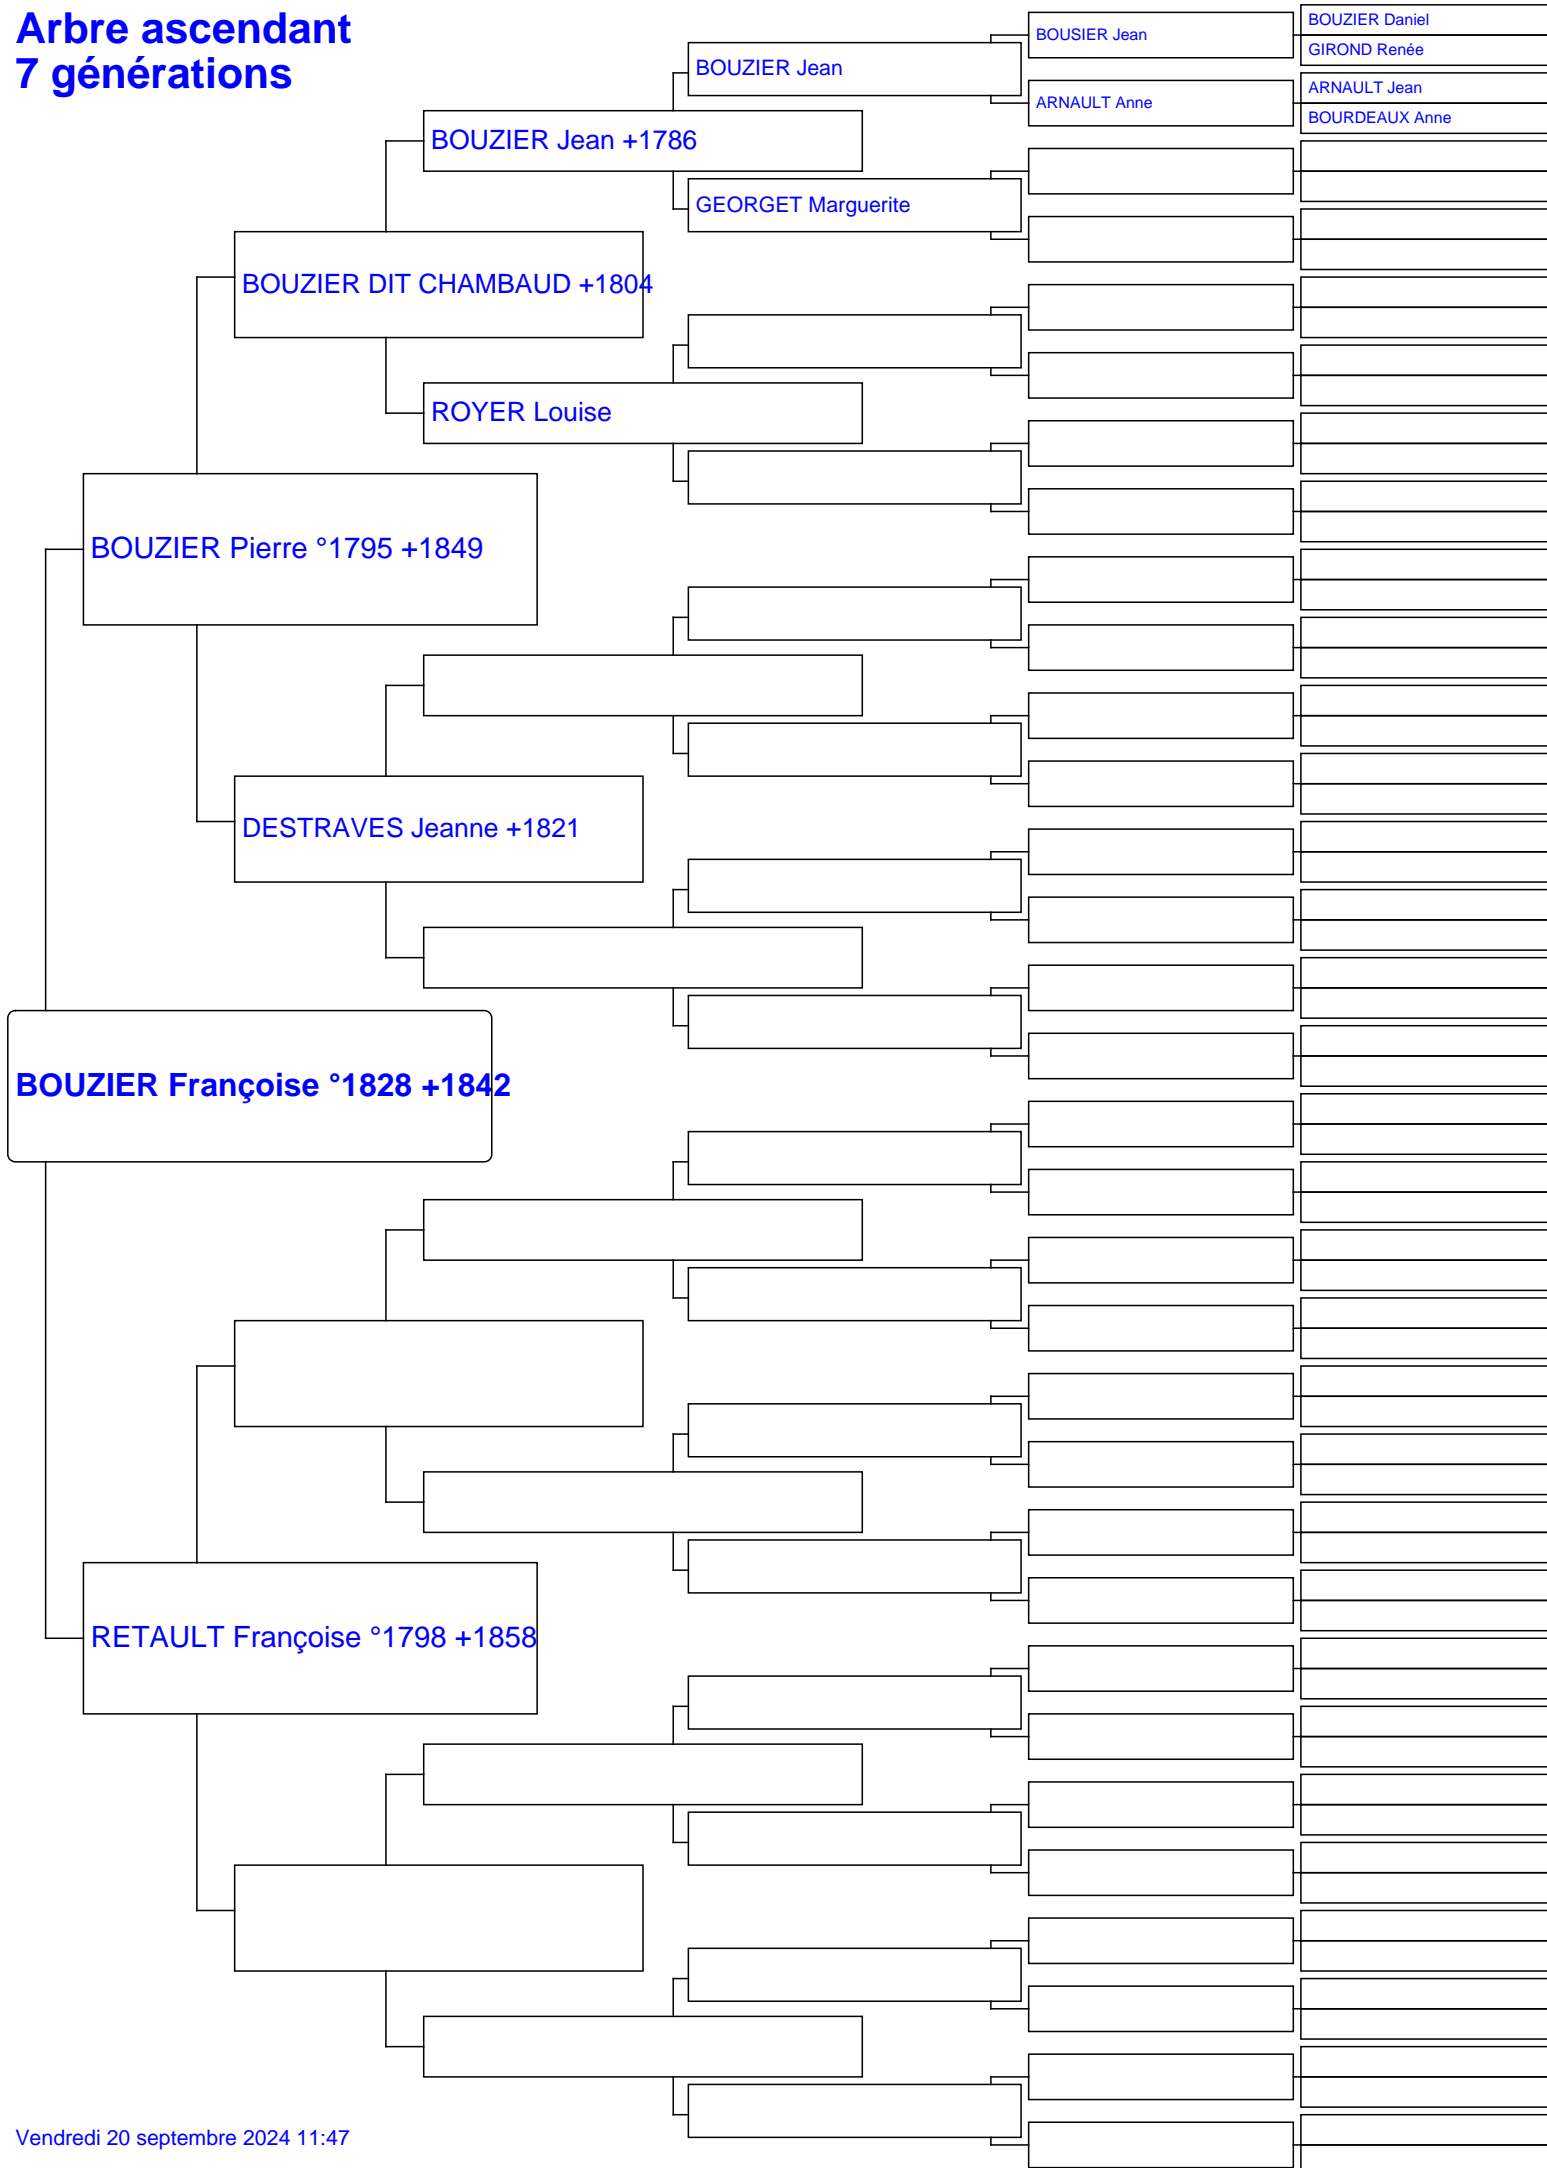 Arbre ascendant
7 générations
BOUZIER Daniel
BOUSIER Jean
GIROND Renée
BOUZIER Jean
ARNAULT Jean
ARNAULT Anne
BOURDEAUX Anne
BOUZIER Jean +1786
GEORGET Marguerite
BOUZIER DIT CHAMBAUD +1804
ROYER Louise
BOUZIER Pierre °1795 +1849
DESTRAVES Jeanne +1821
BOUZIER Françoise °1828 +1842
RETAULT Françoise °1798 +1858
Vendredi 20 septembre 2024 11:47